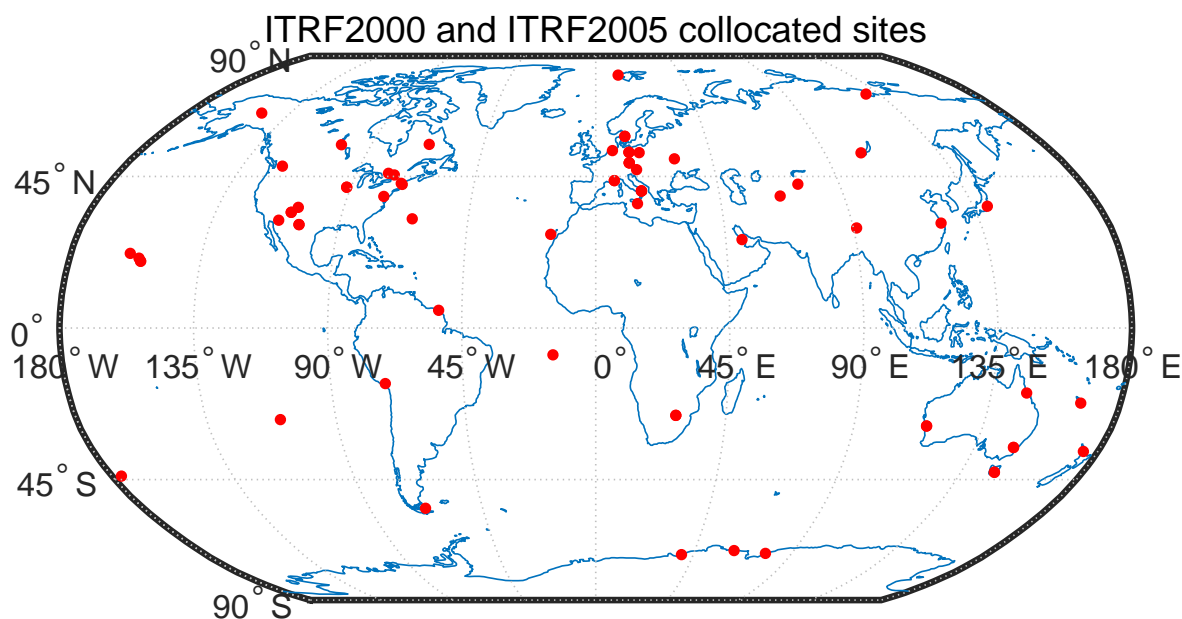 ITRF2000 and ITRF2005 collocated sites
90° N
45° N
0°
180° W 135° W 90° W 45° W 0° 45° E 90° E 135° E 180° E
45° S
90° S